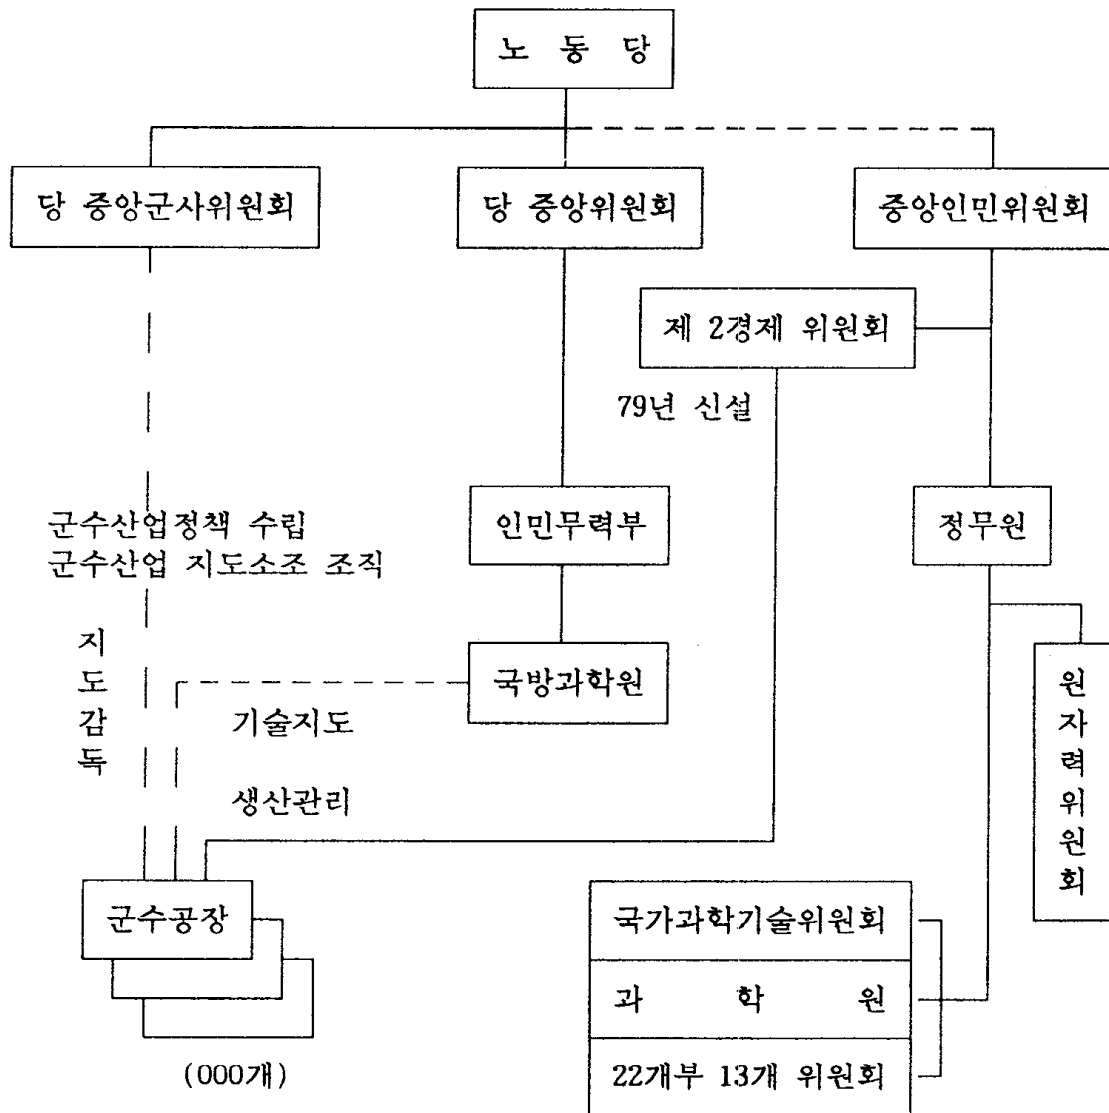 노 동 당
당 중앙군사위원회
당 중앙위원회
중앙인민위원회
제 2경제 위원회
79년 신설
군수산업정책 수립
군수산업 지도소조 조직
인민무력부
정무원
지도감독
국방과학원
기술지도
생산관리
원자력위원회
군수공장
(000개)
국가과학기술위원회
과 학 원
22개부 13개 위원회